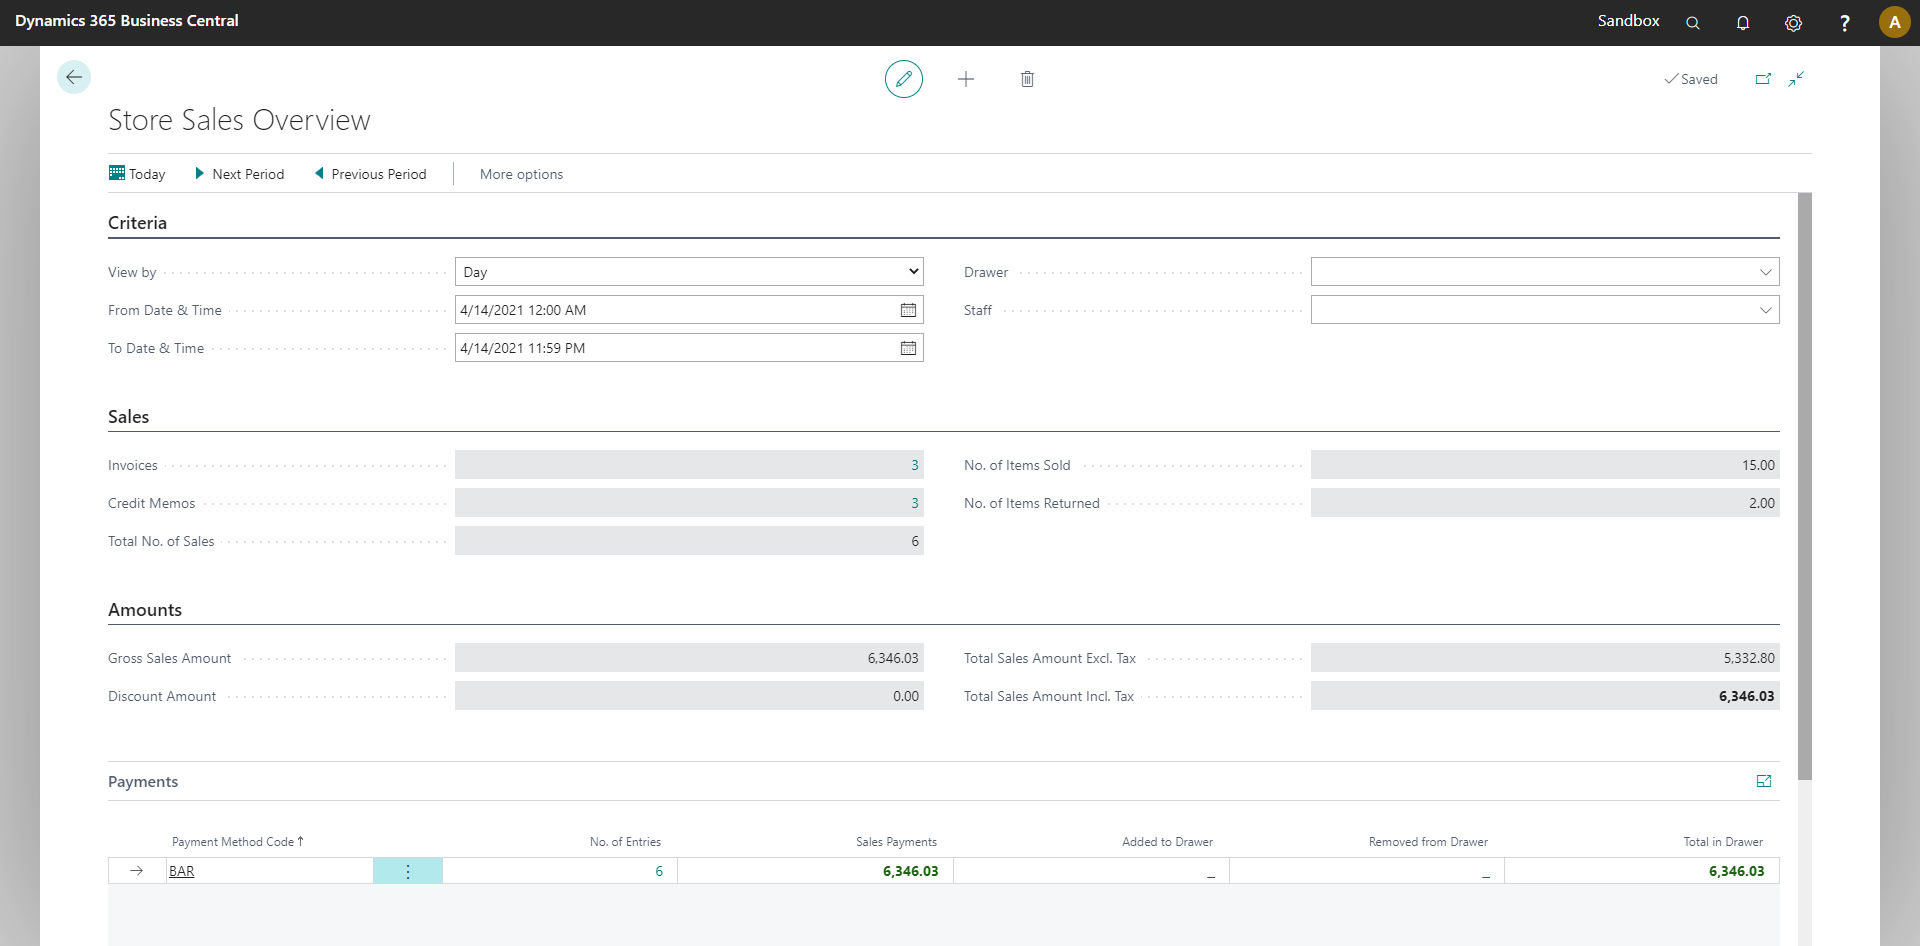 Dynamics 365 Business Central
Sandbox
?
A
Saved
Store Sales Overview
Today
Next Period
Previous Period
More options
Criteria
View by
Day
Drawer
From Date & Time
4/14/2021 12:00 AM
Staff
To Date & Time
4/14/2021 11:59 PM
Sales
Invoices
3
No. of Items Sold
15.00
Credit Memos
3
No. of Items Returned
2.00
Total No. of Sales
6
Amounts
Gross Sales Amount
6,346.03
Total Sales Amount Excl. Tax
5,332.80
Discount Amount
0.00
Total Sales Amount Incl. Tax
6,346.03
Payments
Payment Method Code ↑ No. of Entries Sales Payments Added to Drawer Removed from Drawer Total in Drawer
→ BAR 6 6,346.03 _ _ 6,346.03